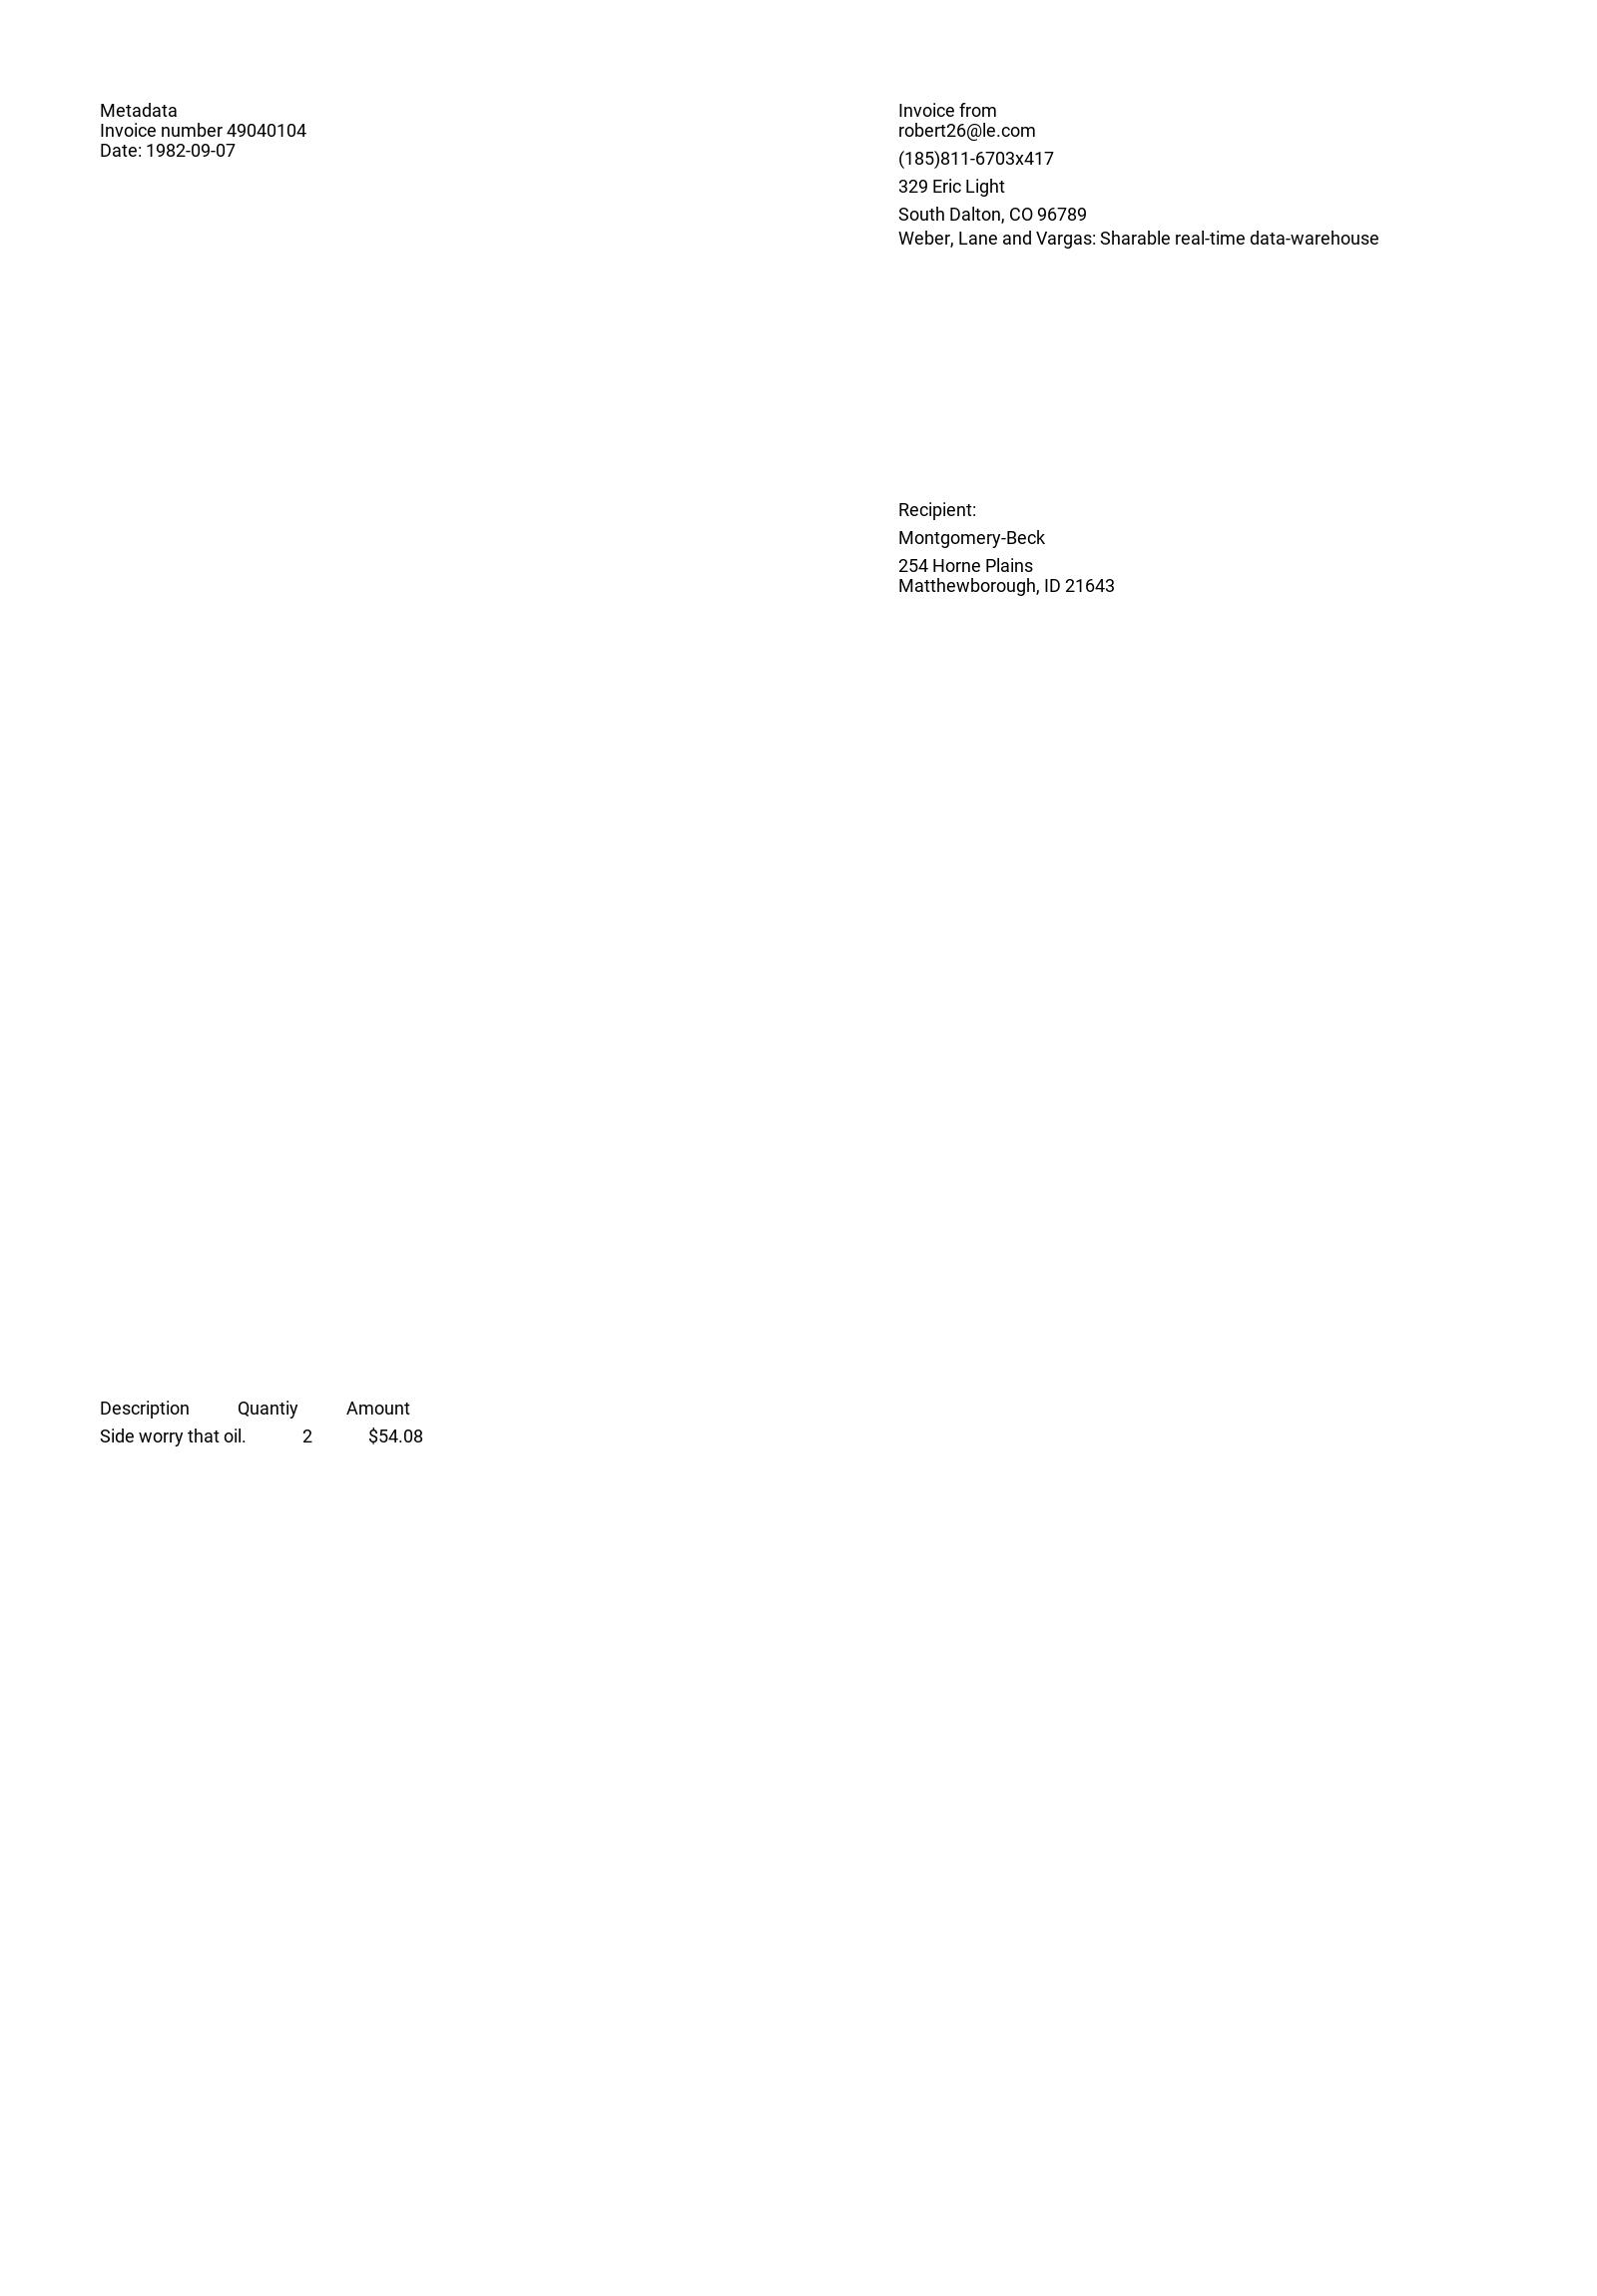 Metadata
Invoice number 49040104
Date: 1982-09-07
Invoice from
robert26@le.com
(185)811-6703x417
329 Eric Light
South Dalton, CO 96789
Weber, Lane and Vargas: Sharable real-time data-warehouse
Recipient:
Montgomery-Beck
254 Horne Plains
Matthewborough, ID 21643
Description Quantiy Amount
Side worry that oil. 2 $54.08